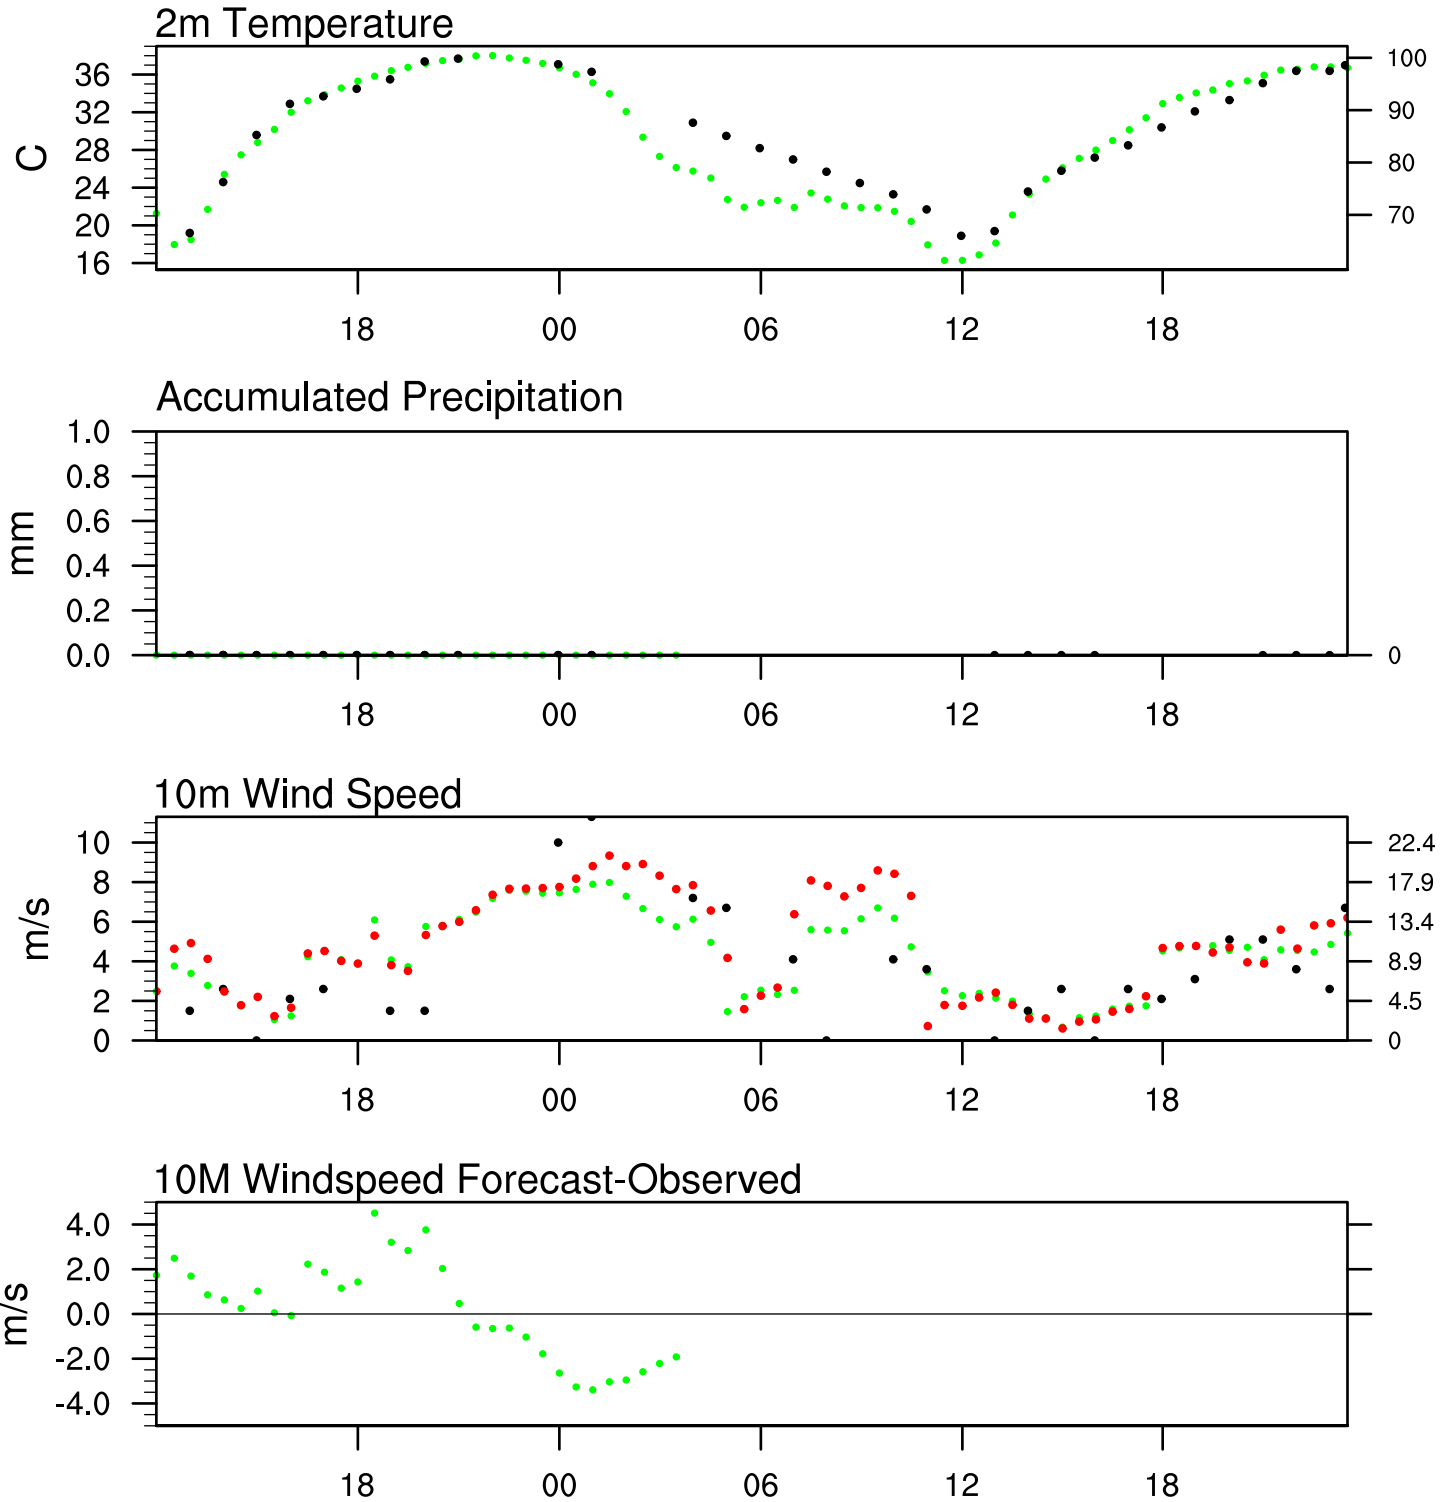 2m Temperature
C
36
32
28
24
20
16
100
90
80
70
18 00 06 12 18
Accumulated Precipitation
mm
1.0
0.8
0.6
0.4
0.2
0.0
0
18 00 06 12 18
10m Wind Speed
m/s
10
8
6
4
2
0
22.4
17.9
13.4
8.9
4.5
0
18 00 06 12 18
10M Windspeed Forecast-Observed
m/s
4.0
2.0
0.0
-2.0
-4.0
18 00 06 12 18